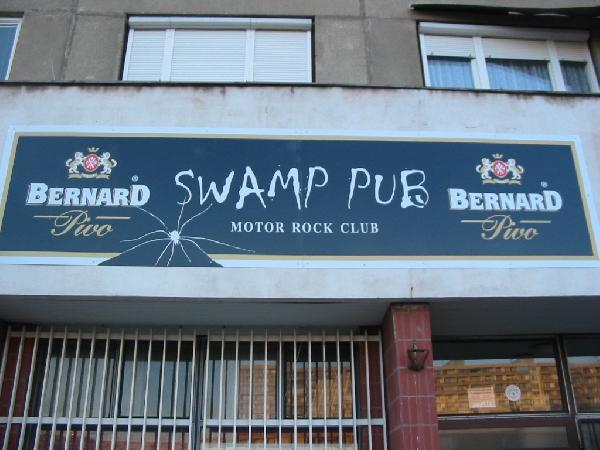 BERNARD®
Pivo
SWAMP PUB
MOTOR ROCK CLUB
BERNARD®
Pivo